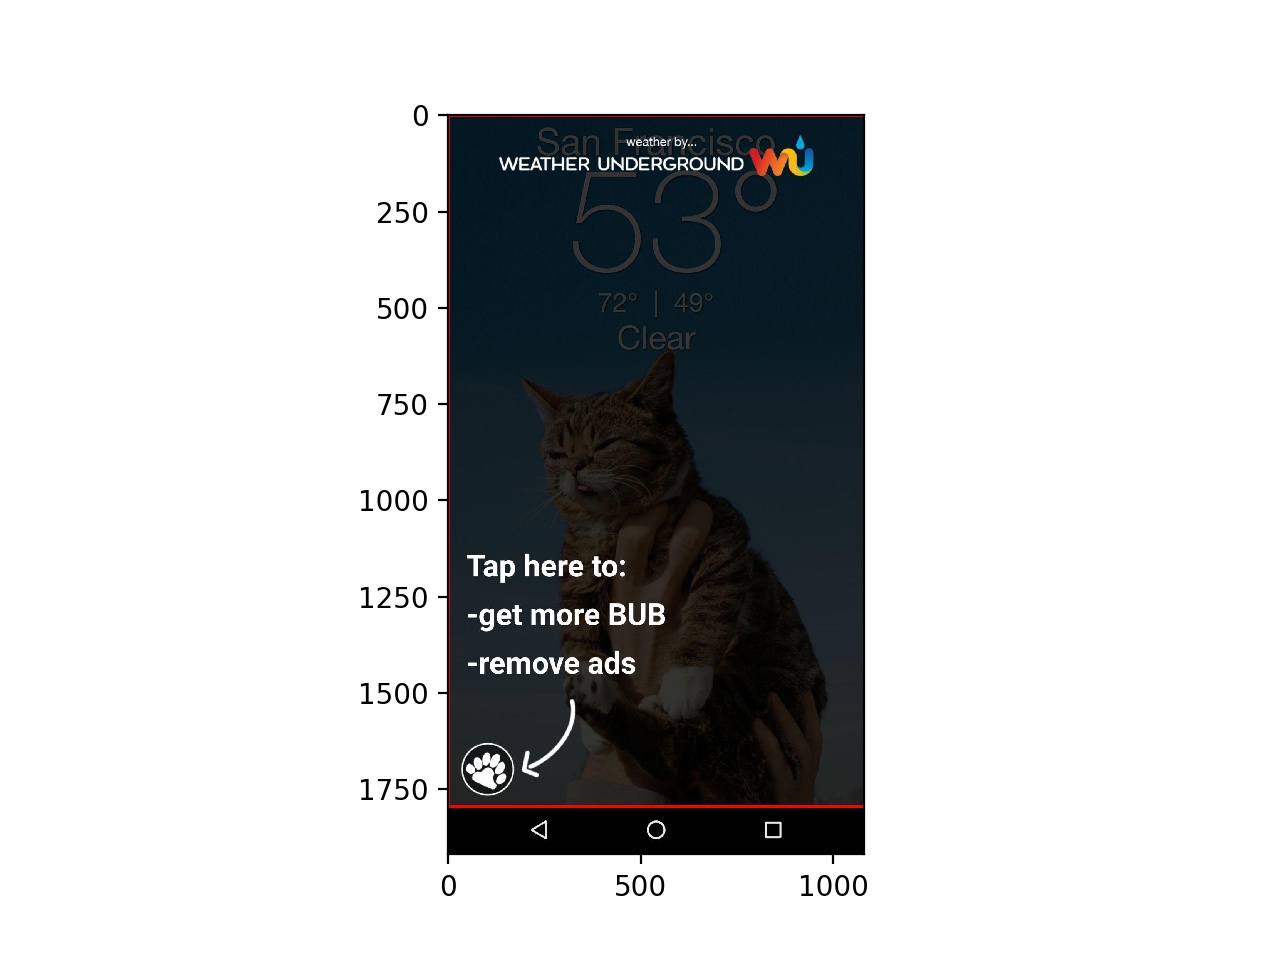 0
250
500
750
1000
1250
1500
1750
San Francisco
weather by...
WEATHER UNDERGROUND WU
53°
72° | 49°
Clear
Tap here to:
-get more BUB
-remove ads
0 500 1000